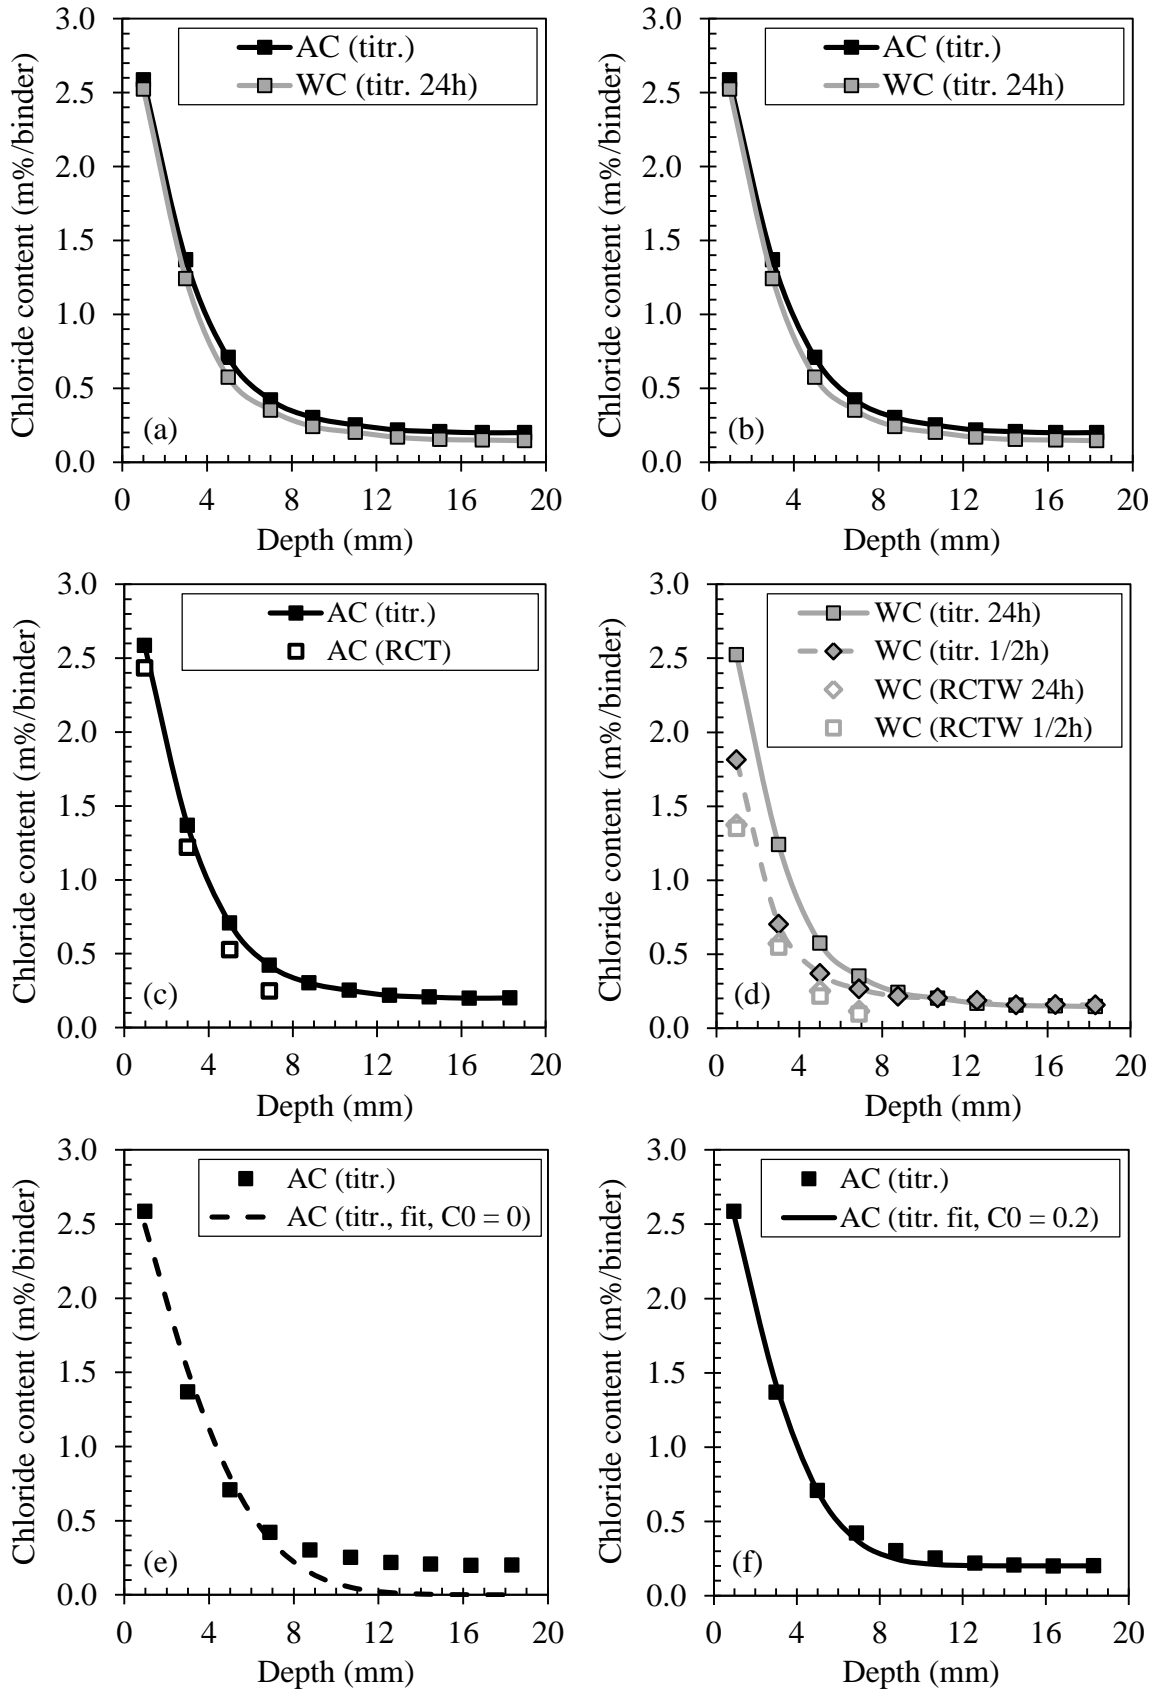 Chloride content (m%/binder)
3.0
2.5
2.0
1.5
1.0
0.5
0.0
AC (titr.)
WC (titr. 24h)
(a)
0 4 8 12 16 20
Depth (mm)
Chloride content (m%/binder)
3.0
2.5
2.0
1.5
1.0
0.5
0.0
AC (titr.)
WC (titr. 24h)
(b)
0 4 8 12 16 20
Depth (mm)
Chloride content (m%/binder)
3.0
2.5
2.0
1.5
1.0
0.5
0.0
AC (titr.)
AC (RCT)
(c)
0 4 8 12 16 20
Depth (mm)
Chloride content (m%/binder)
3.0
2.5
2.0
1.5
1.0
0.5
0.0
WC (titr. 24h)
WC (titr. 1/2h)
WC (RCTW 24h)
WC (RCTW 1/2h)
(d)
0 4 8 12 16 20
Depth (mm)
Chloride content (m%/binder)
3.0
2.5
2.0
1.5
1.0
0.5
0.0
AC (titr.)
AC (titr., fit, C0 = 0)
(e)
0 4 8 12 16 20
Depth (mm)
Chloride content (m%/binder)
3.0
2.5
2.0
1.5
1.0
0.5
0.0
AC (titr.)
AC (titr. fit, C0 = 0.2)
(f)
0 4 8 12 16 20
Depth (mm)